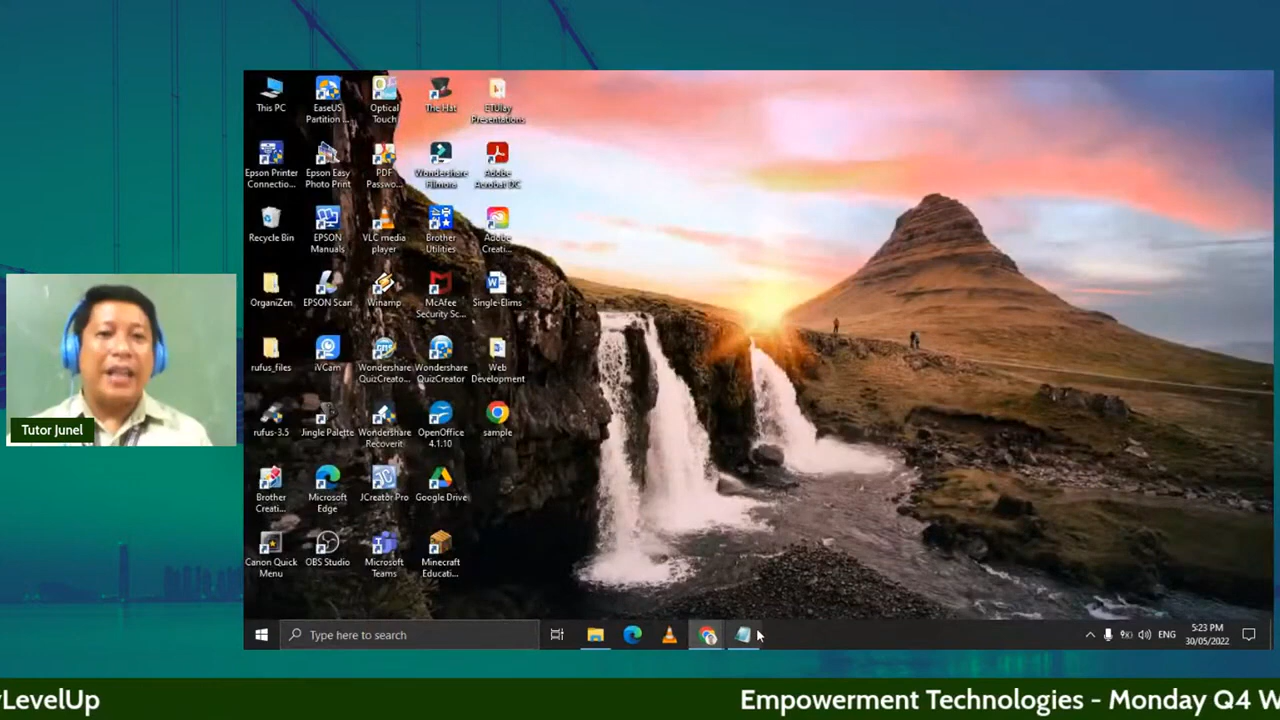 This PC
EaseUS
Partition ...
Optical
Touch
The Hat
ETUlay
Presentations
Epson Printer
Connectio...
Epson Easy
Photo Print
PDF
Passwo...
Wondershare
Filmora
Adobe
Acrobat DC
Recycle Bin
EPSON
Manuals
VLC media
player
Brother
Utilities
Adobe
Creati...
OrganiZen
EPSON Scan
Winamp
McAfee
Security Sc...
Single-Elims
rufus_files
iVCam
Wondershare
QuizCreato...
Wondershare
QuizCreator
Web
Development
rufus-3.5
Jingle Palette
Wondershare
Recoverit
OpenOffice
4.1.10
sample
Brother
Creati...
Microsoft
Edge
JCreator Pro
Google Drive
Canon Quick
Menu
OBS Studio
Microsoft
Teams
Minecraft
Educati...
Tutor Junel
Type here to search
ENG
5:23 PM
30/05/2022
yLevelUp
Empowerment Technologies - Monday Q4 W